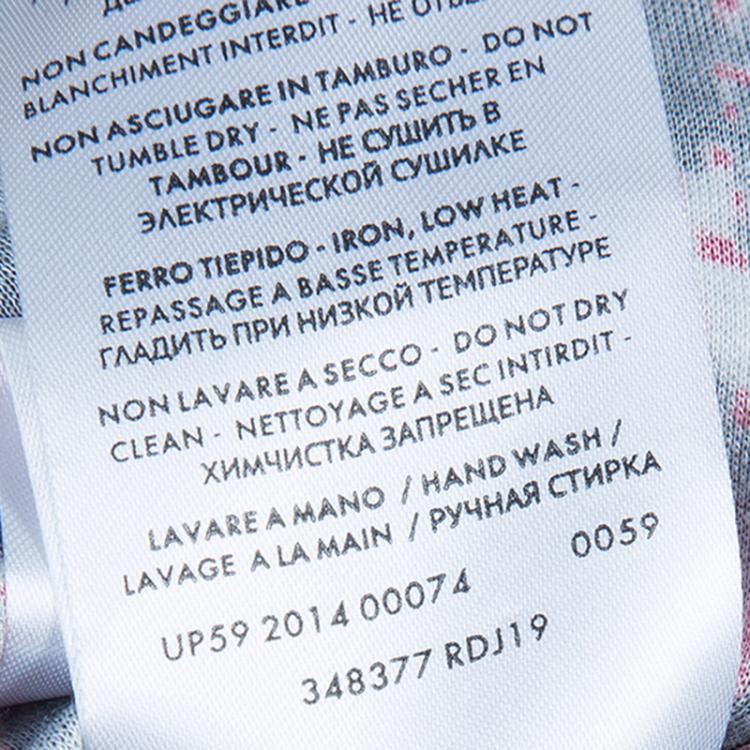 NON CANDEGGIARE
BLANCHIMENT INTERDIT - НЕ
NON ASCIUGARE IN TAMBURO - DO NOT
TUMBLE DRY - NE PAS SECHER EN
TAMBOUR - НЕ СУШИТЬ В
ЭЛЕКТРИЧЕСКОЙ СУШИЛКЕ
FERRO TIEPIDO - IRON, LOW HEAT -
REPASSAGE A BASSE TEMPERATURE -
ГЛАДИТЬ ПРИ НИЗКОЙ ТЕМПЕРАТУРЕ
NON LAVARE A SECCO - DO NOT DRY
CLEAN - NETTOYAGE A SEC INTIRDIT -
ХИМЧИСТКА ЗАПРЕЩЕНА
LAVARE A MANO / HAND WASH /
LAVAGE A LA MAIN / РУЧНАЯ СТИРКА
0059
UP59 2014 00074
348377 RDJ19